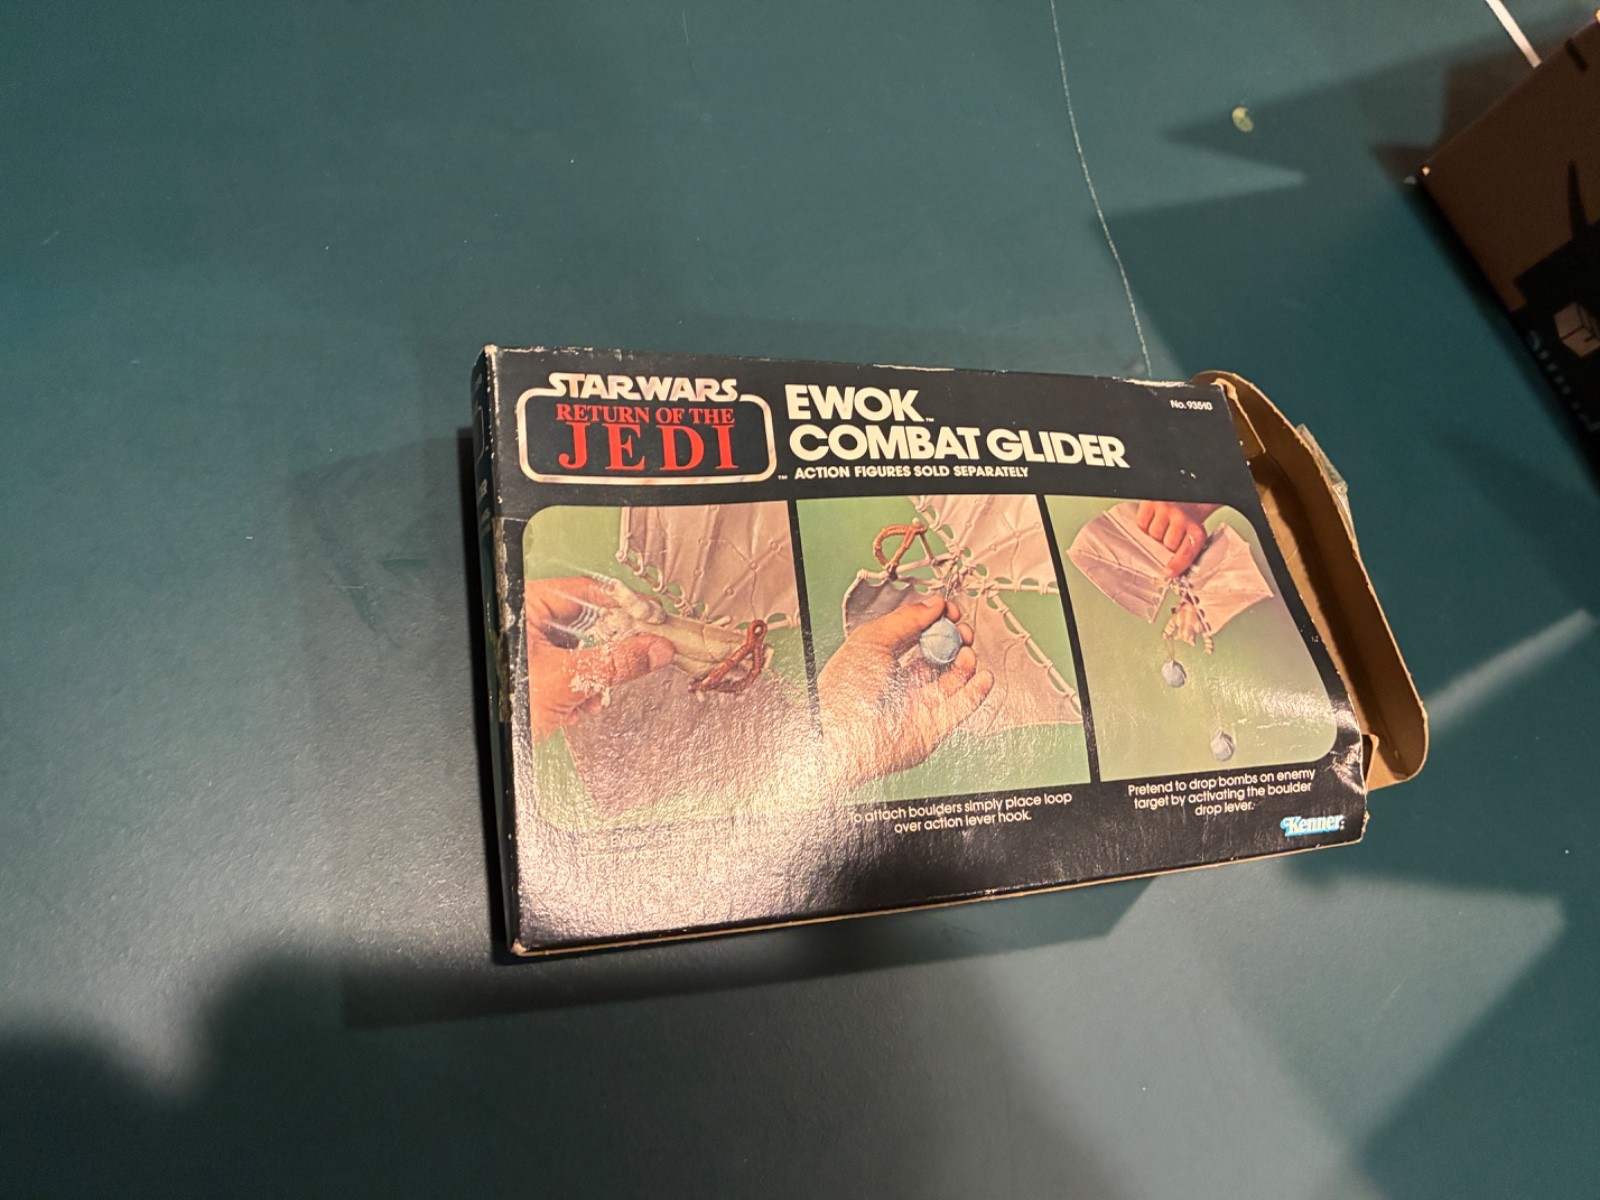 STAR WARS
RETURN OF THE
JEDI
™
EWOK™
COMBAT GLIDER
ACTION FIGURES SOLD SEPARATELY
No. 93510
To attach boulders simply place loop
over action lever hook.
Pretend to drop bombs on enemy
target by activating the boulder
drop lever.
Kenner